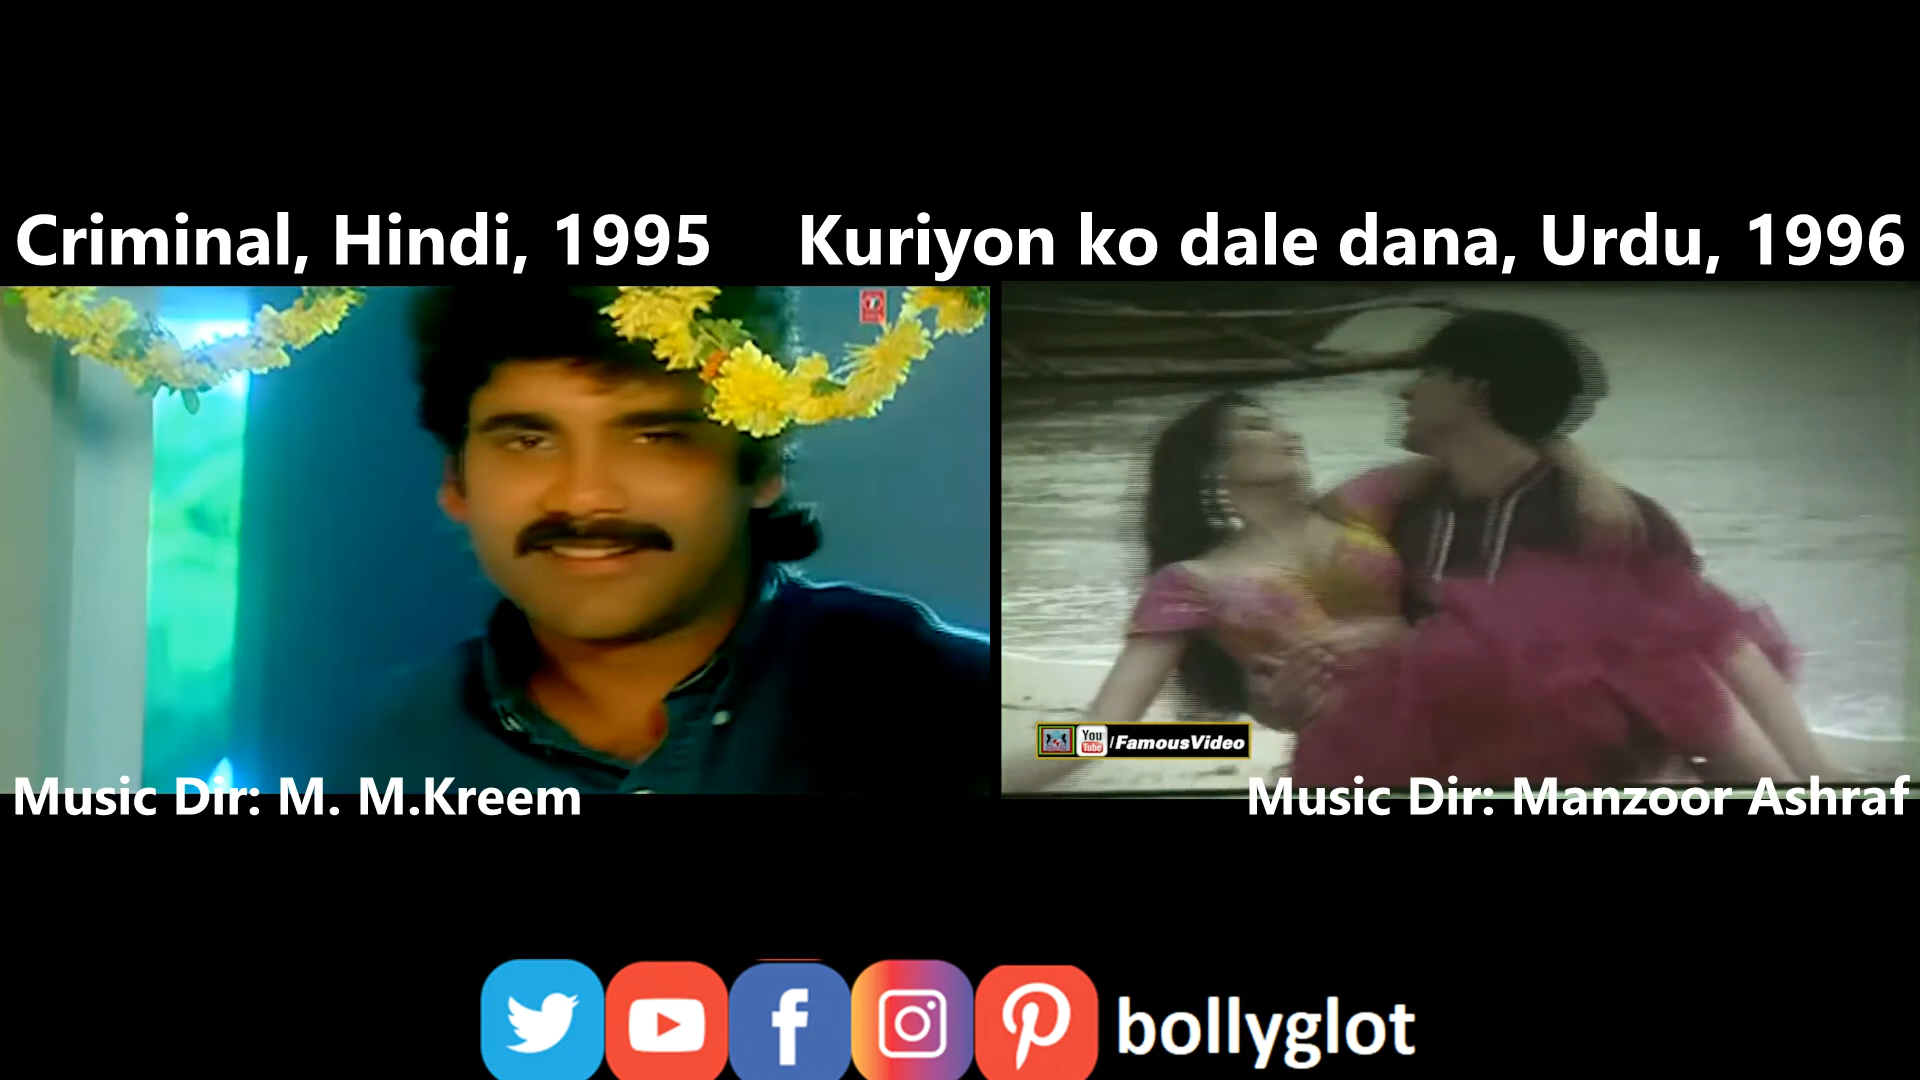 Criminal, Hindi, 1995
Kuriyon ko dale dana, Urdu, 1996
You
Tube
/FamousVideo
Music Dir: M. M.Kreem
Music Dir: Manzoor Ashraf
bollyglot